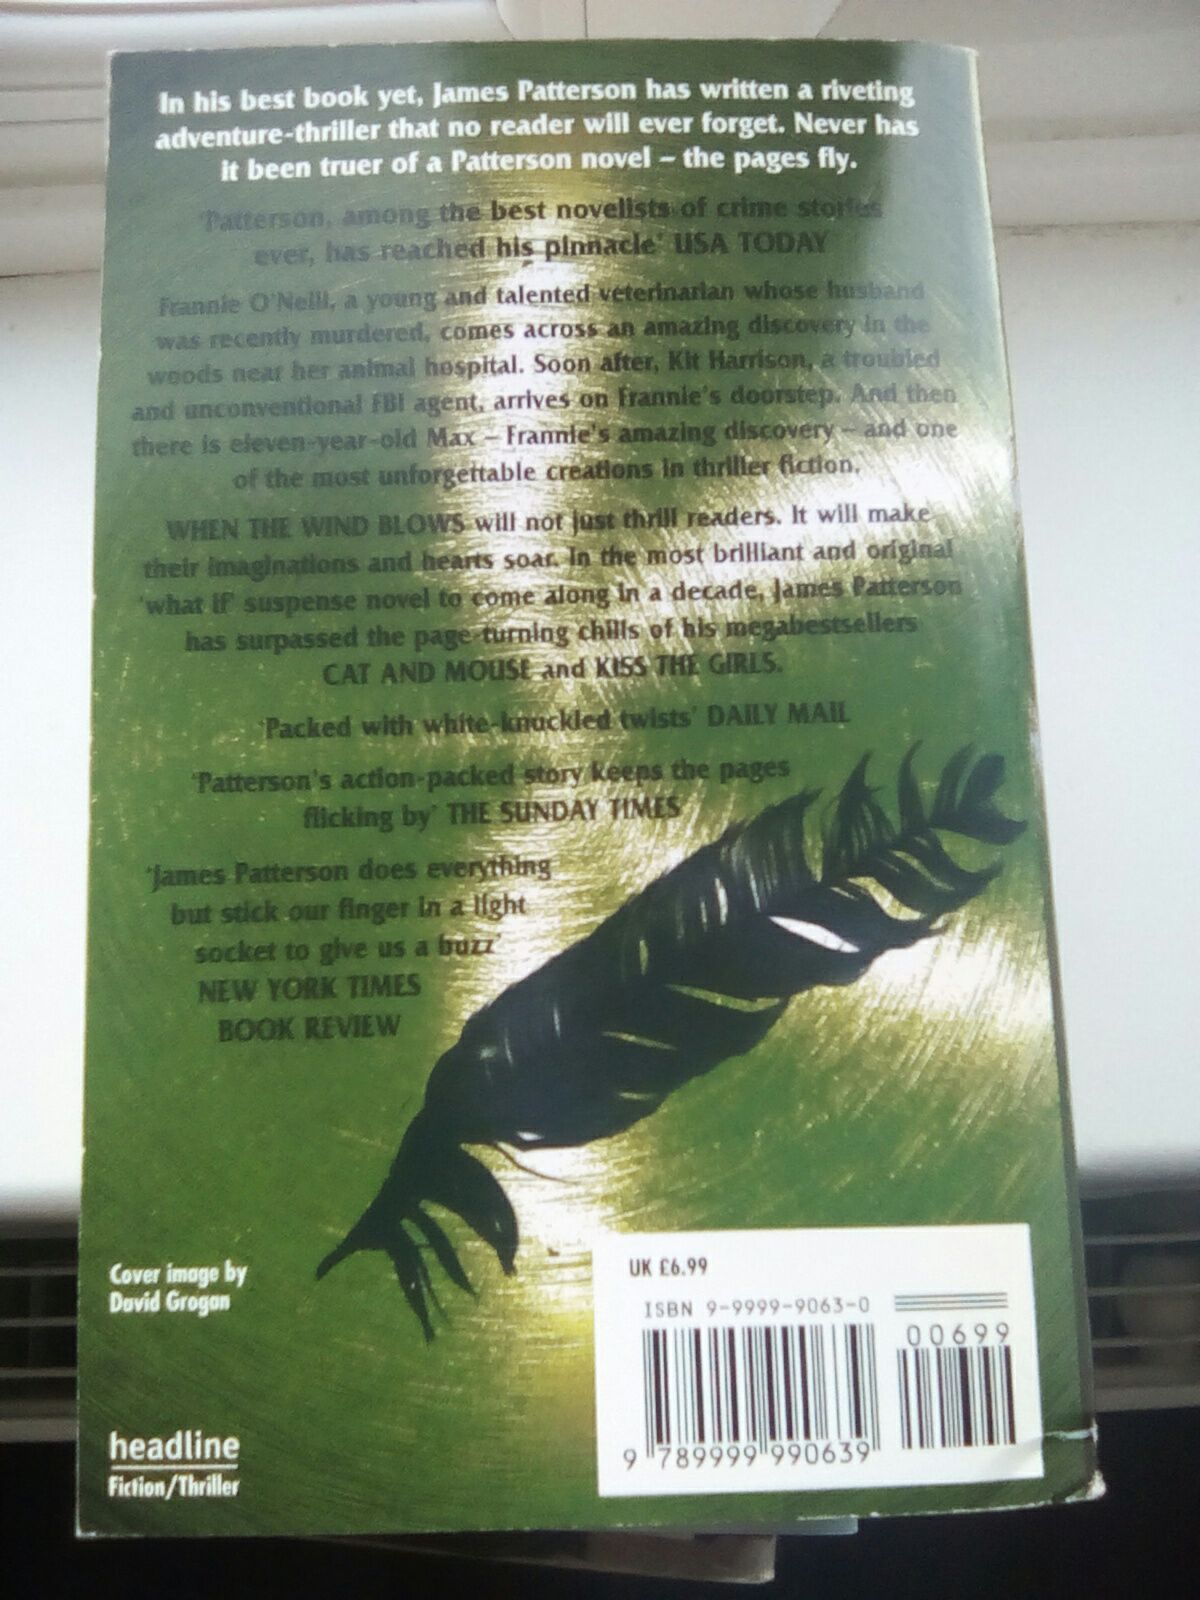 In his best book yet, James Patterson has written a riveting
adventure-thriller that no reader will ever forget. Never has
it been truer of a Patterson novel – the pages fly.
'Patterson, among the best novelists of crime stories
ever, has reached his pinnacle' USA TODAY
Frannie O'Neill, a young and talented veterinarian whose husband
was recently murdered, comes across an amazing discovery in the
woods near her animal hospital. Soon after, Kit Harrison, a troubled
and unconventional FBI agent, arrives on Frannie's doorstep. And then
there is eleven-year-old Max – Frannie's amazing discovery – and one
of the most unforgettable creations in thriller fiction.
WHEN THE WIND BLOWS will not just thrill readers. It will make
their imaginations and hearts soar. In the most brilliant and original
'what if' suspense novel to come along in a decade, James Patterson
has surpassed the page-turning chills of his megabestsellers
CAT AND MOUSE and KISS THE GIRLS.
'Packed with white-knuckled twists' DAILY MAIL
'Patterson's action-packed story keeps the pages
flicking by' THE SUNDAY TIMES
'James Patterson does everything
but stick our finger in a light
socket to give us a buzz'
NEW YORK TIMES
BOOK REVIEW
Cover image by
David Grogan
headline
Fiction/Thriller
UK £6.99
ISBN 9-9999-9063-0
00699
9 789999 990639